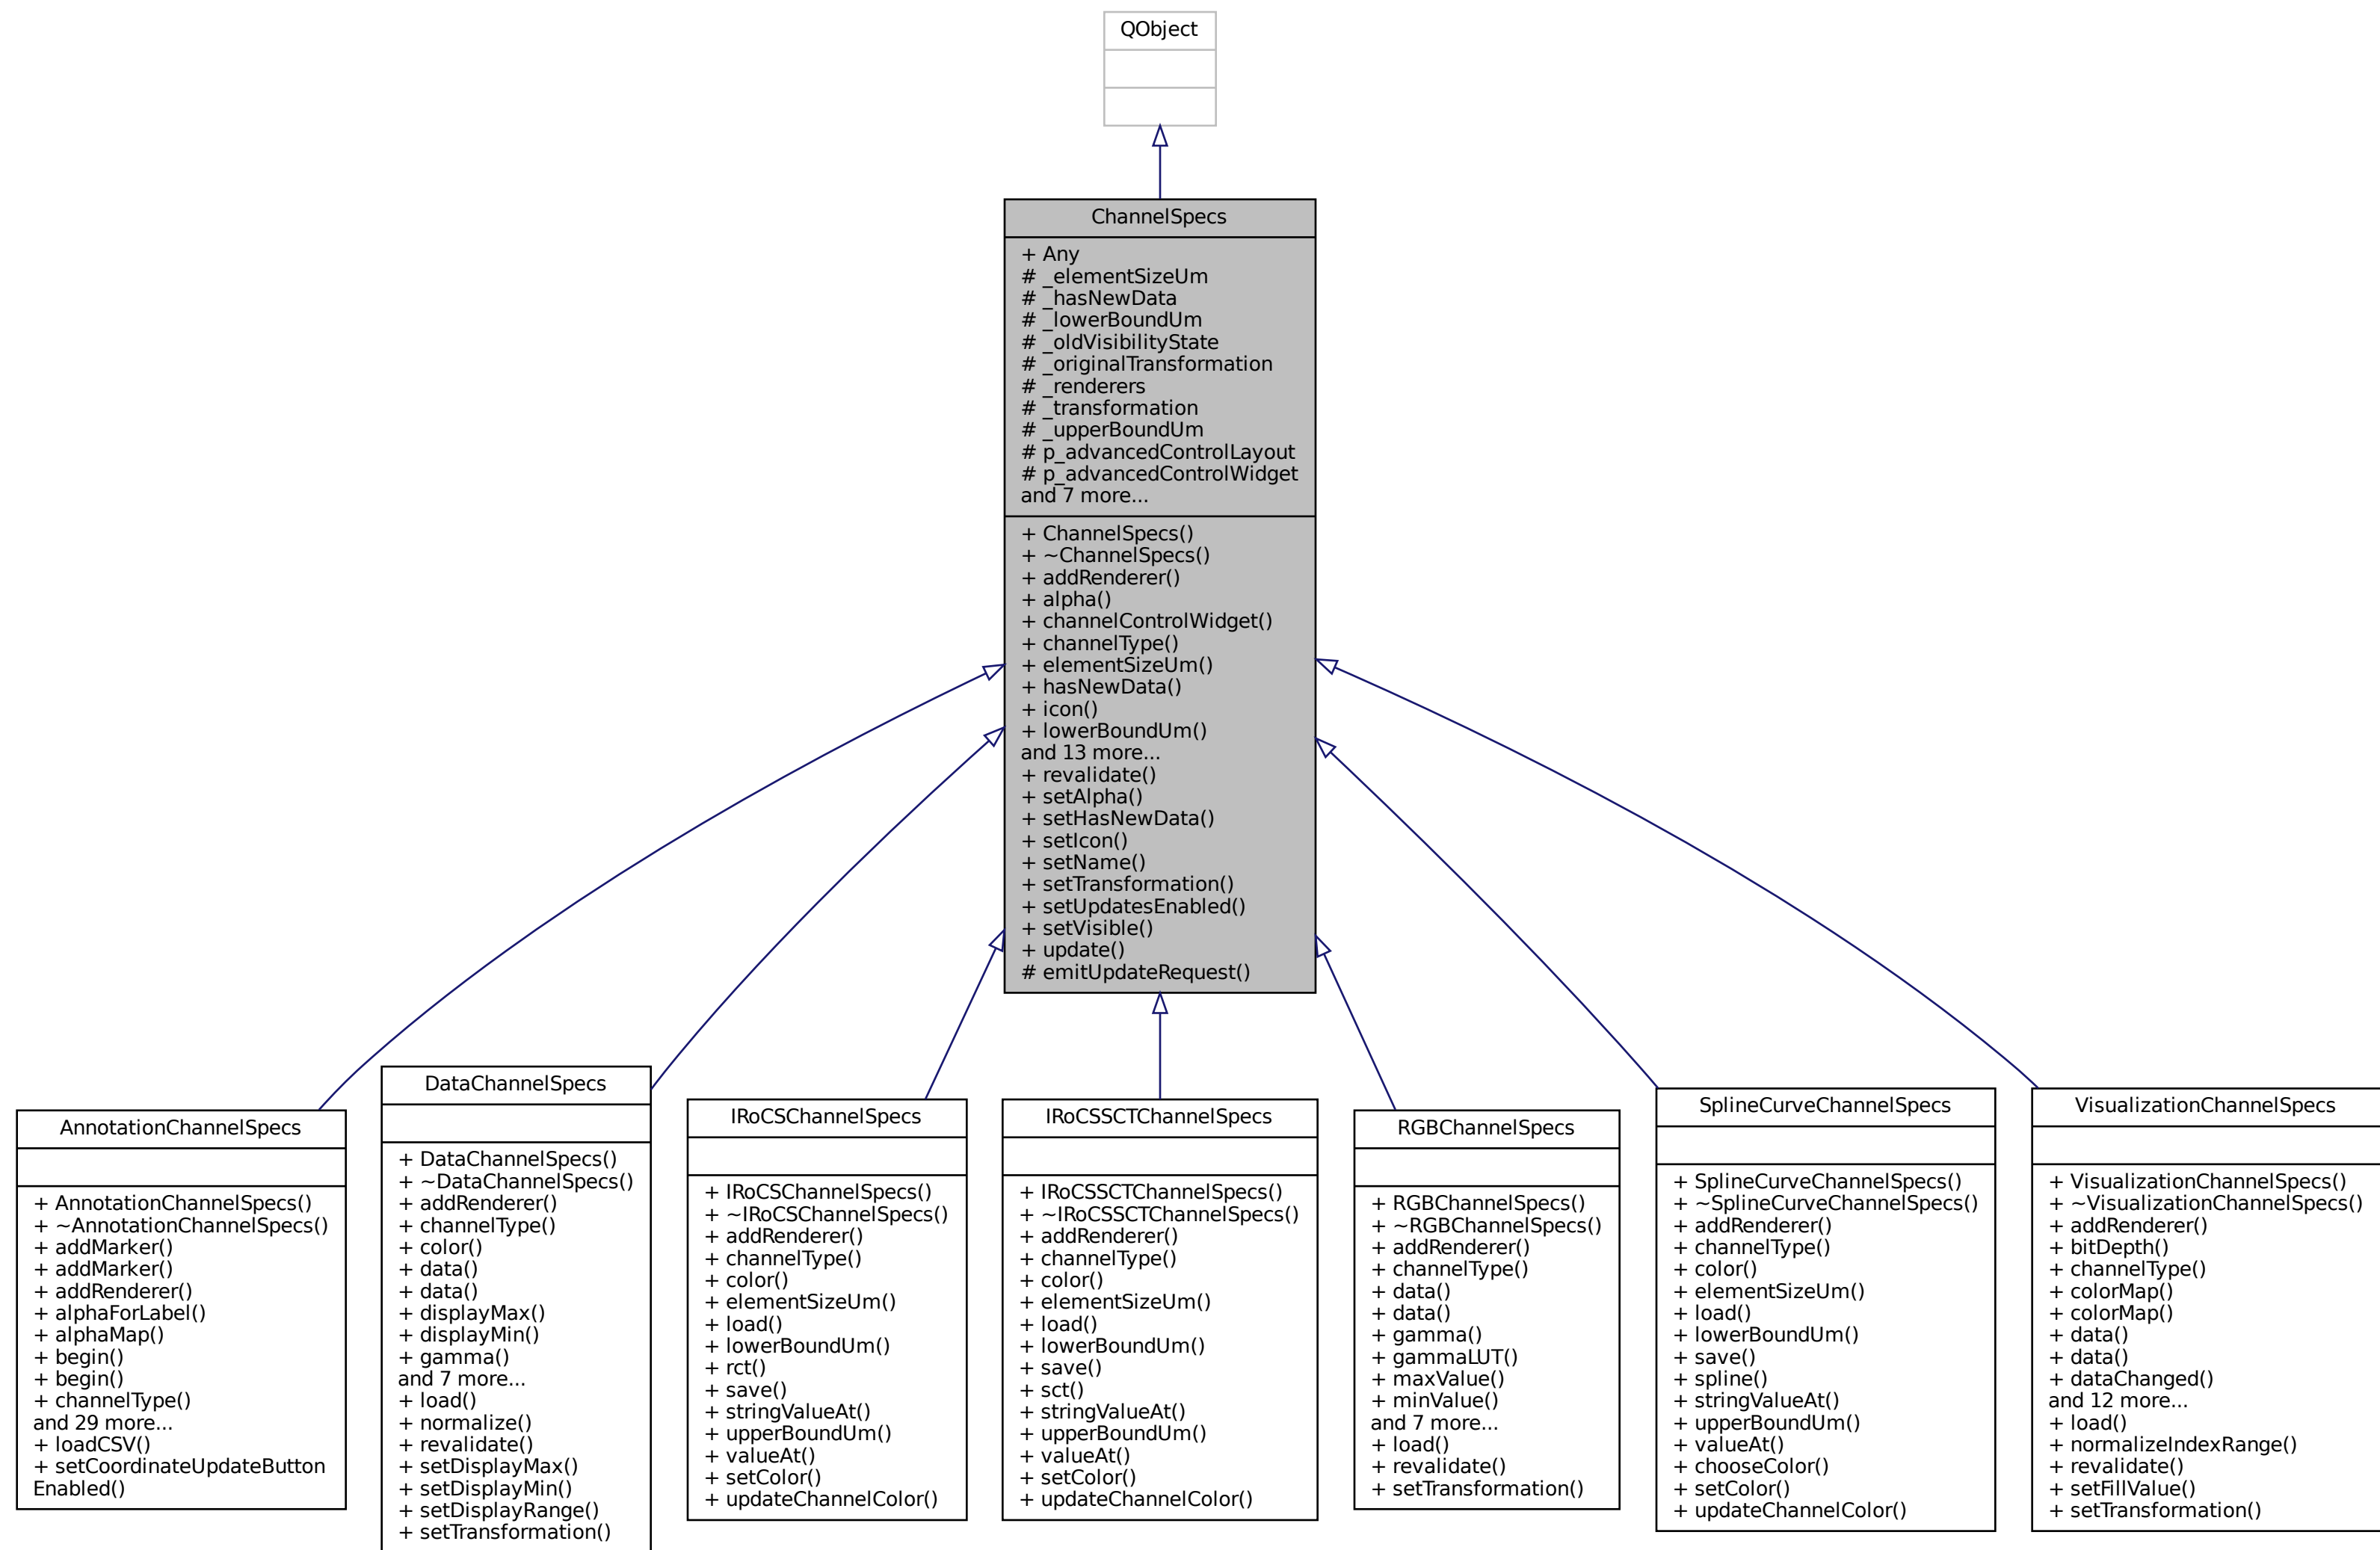 QObject
ChannelSpecs
+ Any
# _elementSizeUm
# _hasNewData
# _lowerBoundUm
# _oldVisibilityState
# _originalTransformation
# _renderers
# _transformation
# _upperBoundUm
# p_advancedControlLayout
# p_advancedControlWidget
and 7 more...
+ ChannelSpecs()
+ ~ChannelSpecs()
+ addRenderer()
+ alpha()
+ channelControlWidget()
+ channelType()
+ elementSizeUm()
+ hasNewData()
+ icon()
+ lowerBoundUm()
and 13 more...
+ revalidate()
+ setAlpha()
+ setHasNewData()
+ setIcon()
+ setName()
+ setTransformation()
+ setUpdatesEnabled()
+ setVisible()
+ update()
# emitUpdateRequest()
AnnotationChannelSpecs
+ AnnotationChannelSpecs()
+ ~AnnotationChannelSpecs()
+ addMarker()
+ addMarker()
+ addRenderer()
+ alphaForLabel()
+ alphaMap()
+ begin()
+ begin()
+ channelType()
and 29 more...
+ loadCSV()
+ setCoordinateUpdateButton
Enabled()
DataChannelSpecs
+ DataChannelSpecs()
+ ~DataChannelSpecs()
+ addRenderer()
+ channelType()
+ color()
+ data()
+ data()
+ displayMax()
+ displayMin()
+ gamma()
and 7 more...
+ load()
+ normalize()
+ revalidate()
+ setDisplayMax()
+ setDisplayMin()
+ setDisplayRange()
+ setTransformation()
IRoCSChannelSpecs
+ IRoCSChannelSpecs()
+ ~IRoCSChannelSpecs()
+ addRenderer()
+ channelType()
+ color()
+ elementSizeUm()
+ load()
+ lowerBoundUm()
+ rct()
+ save()
+ stringValueAt()
+ upperBoundUm()
+ valueAt()
+ setColor()
+ updateChannelColor()
IRoCSSCTChannelSpecs
+ IRoCSSCTChannelSpecs()
+ ~IRoCSSCTChannelSpecs()
+ addRenderer()
+ channelType()
+ color()
+ elementSizeUm()
+ load()
+ lowerBoundUm()
+ save()
+ sct()
+ stringValueAt()
+ upperBoundUm()
+ valueAt()
+ setColor()
+ updateChannelColor()
RGBChannelSpecs
+ RGBChannelSpecs()
+ ~RGBChannelSpecs()
+ addRenderer()
+ channelType()
+ data()
+ data()
+ gamma()
+ gammaLUT()
+ maxValue()
+ minValue()
and 7 more...
+ load()
+ revalidate()
+ setTransformation()
SplineCurveChannelSpecs
+ SplineCurveChannelSpecs()
+ ~SplineCurveChannelSpecs()
+ addRenderer()
+ channelType()
+ color()
+ elementSizeUm()
+ load()
+ lowerBoundUm()
+ save()
+ spline()
+ stringValueAt()
+ upperBoundUm()
+ valueAt()
+ chooseColor()
+ setColor()
+ updateChannelColor()
VisualizationChannelSpecs
+ VisualizationChannelSpecs()
+ ~VisualizationChannelSpecs()
+ addRenderer()
+ bitDepth()
+ channelType()
+ colorMap()
+ colorMap()
+ data()
+ data()
+ dataChanged()
and 12 more...
+ load()
+ normalizeIndexRange()
+ revalidate()
+ setFillValue()
+ setTransformation()